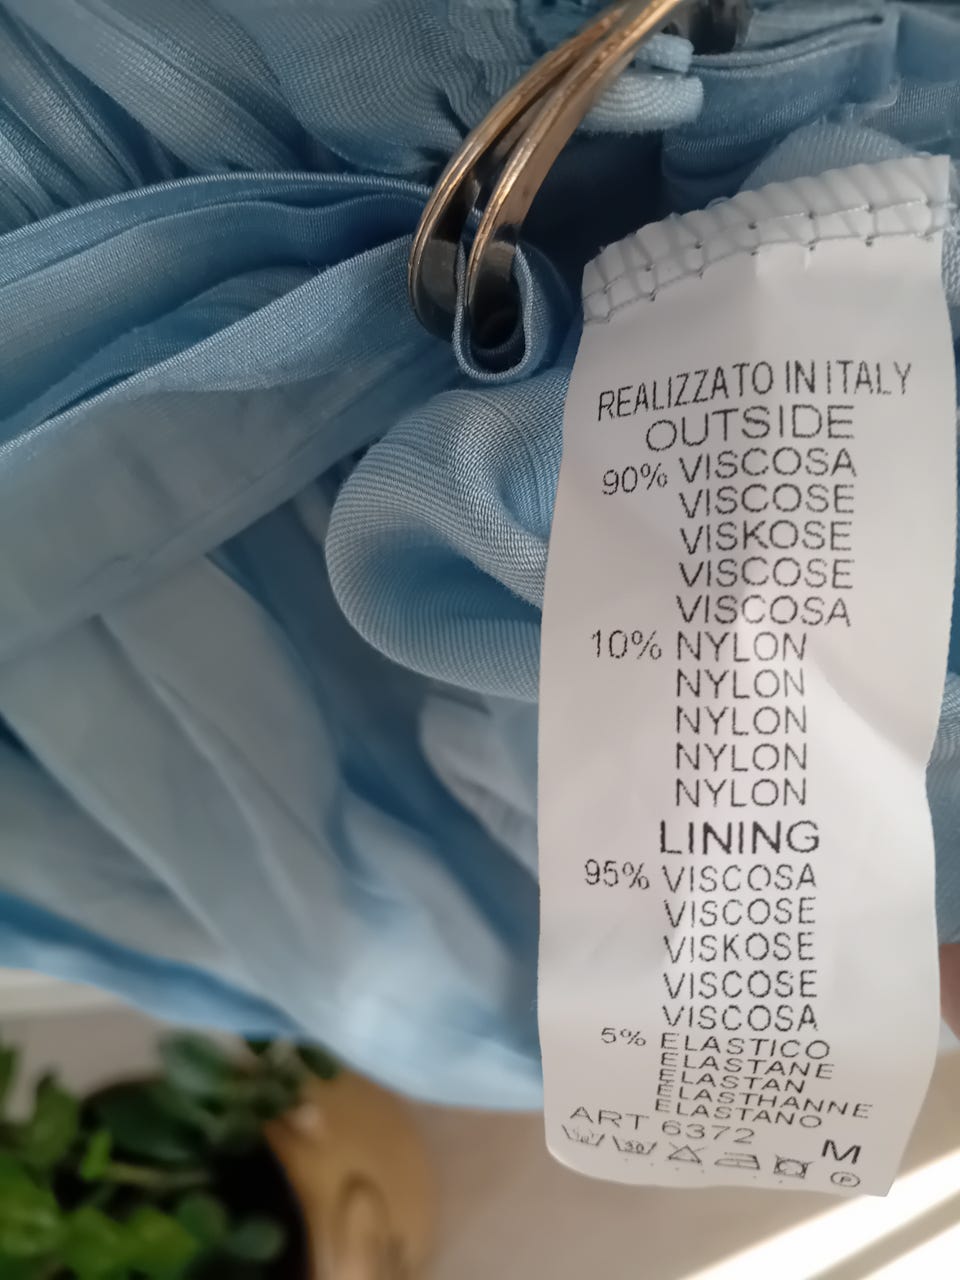 REALIZZATO IN ITALY
OUTSIDE
90% VISCOSA
VISCOSE
VISKOSE
VISCOSE
VISCOSA
10% NYLON
NYLON
NYLON
NYLON
NYLON
LINING
95% VISCOSA
VISCOSE
VISKOSE
VISCOSE
VISCOSA
5% ELASTICO
ELASTANE
ELASTAN
ELASTHANNE
ELASTANO
ART 6372 M
30 P